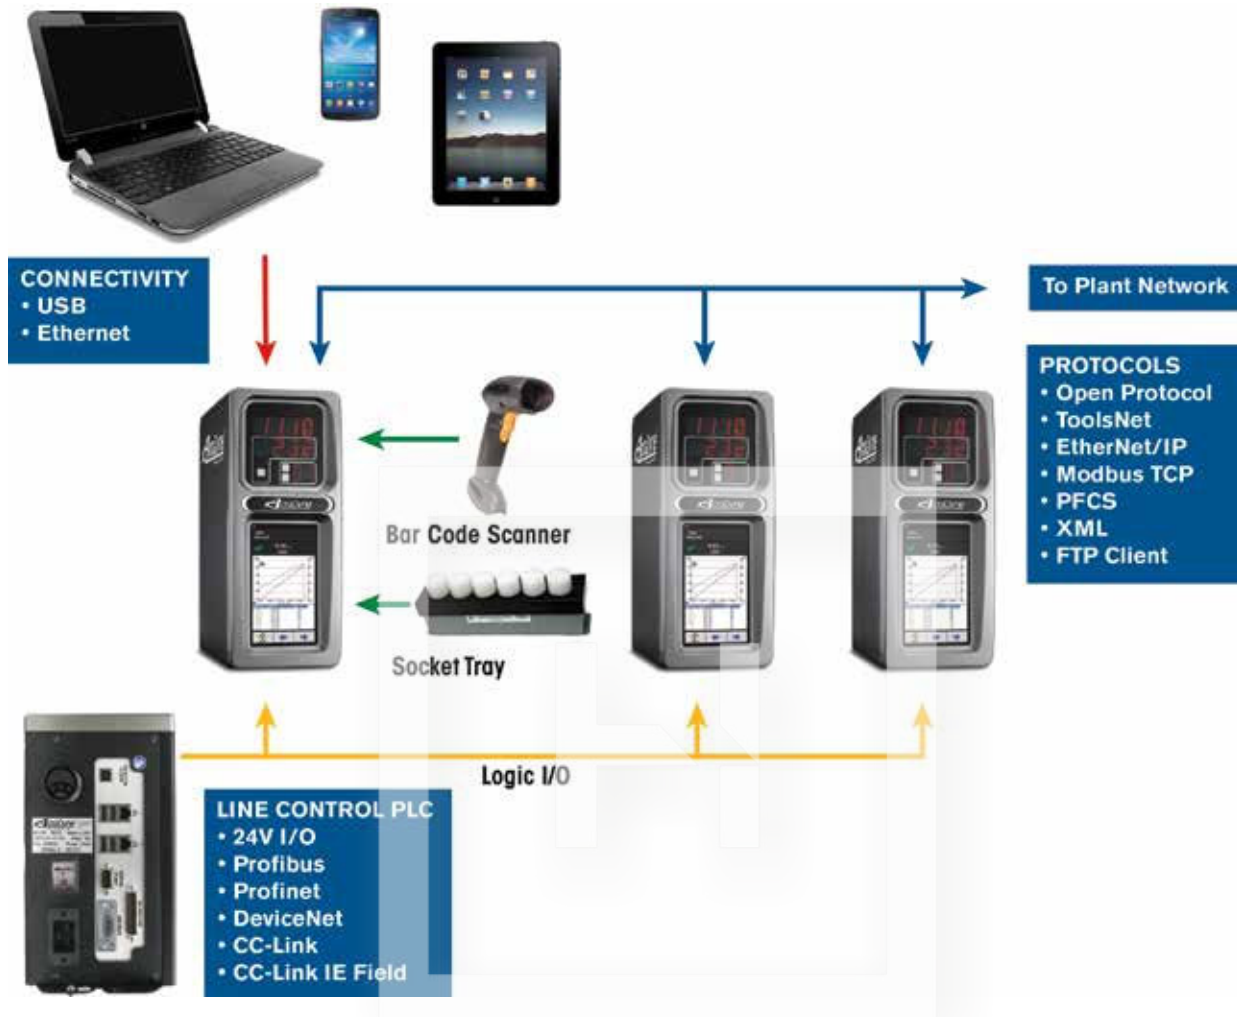 CONNECTIVITY
• USB
• Ethernet
To Plant Network
PROTOCOLS
• Open Protocol
• ToolsNet
• EtherNet/IP
• Modbus TCP
• PFCS
• XML
• FTP Client
Bar Code Scanner
Socket Tray
Logic I/O
LINE CONTROL PLC
• 24V I/O
• Profibus
• Profinet
• DeviceNet
• CC-Link
• CC-Link IE Field